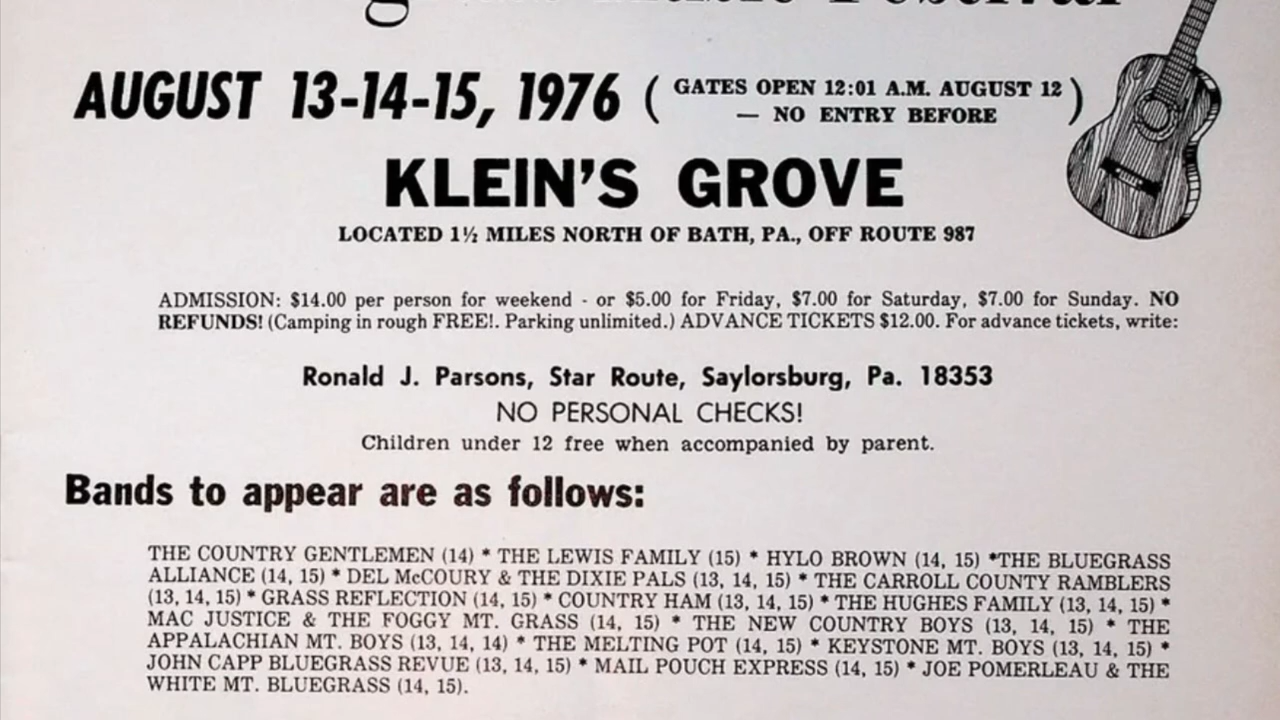 Festival
AUGUST 13-14-15, 1976 ( GATES OPEN 12:01 A.M. AUGUST 12 )
— NO ENTRY BEFORE
KLEIN'S GROVE
LOCATED 1½ MILES NORTH OF BATH, PA., OFF ROUTE 987
ADMISSION: $14.00 per person for weekend - or $5.00 for Friday, $7.00 for Saturday, $7.00 for Sunday. NO
REFUNDS! (Camping in rough FREE!. Parking unlimited.) ADVANCE TICKETS $12.00. For advance tickets, write:
Ronald J. Parsons, Star Route, Saylorsburg, Pa. 18353
NO PERSONAL CHECKS!
Children under 12 free when accompanied by parent.
Bands to appear are as follows:
THE COUNTRY GENTLEMEN (14) * THE LEWIS FAMILY (15) * HYLO BROWN (14, 15) *THE BLUEGRASS
ALLIANCE (14, 15) * DEL McCOURY & THE DIXIE PALS (13, 14, 15) * THE CARROLL COUNTY RAMBLERS
(13, 14, 15) * GRASS REFLECTION (14, 15) * COUNTRY HAM (13, 14, 15) * THE HUGHES FAMILY (13, 14, 15) *
MAC JUSTICE & THE FOGGY MT. GRASS (14, 15) * THE NEW COUNTRY BOYS (13, 14, 15) * THE
APPALACHIAN MT. BOYS (13, 14, 14) * THE MELTING POT (14, 15) * KEYSTONE MT. BOYS (13, 14, 15) *
JOHN CAPP BLUEGRASS REVUE (13, 14, 15) * MAIL POUCH EXPRESS (14, 15) * JOE POMERLEAU & THE
WHITE MT. BLUEGRASS (14, 15).